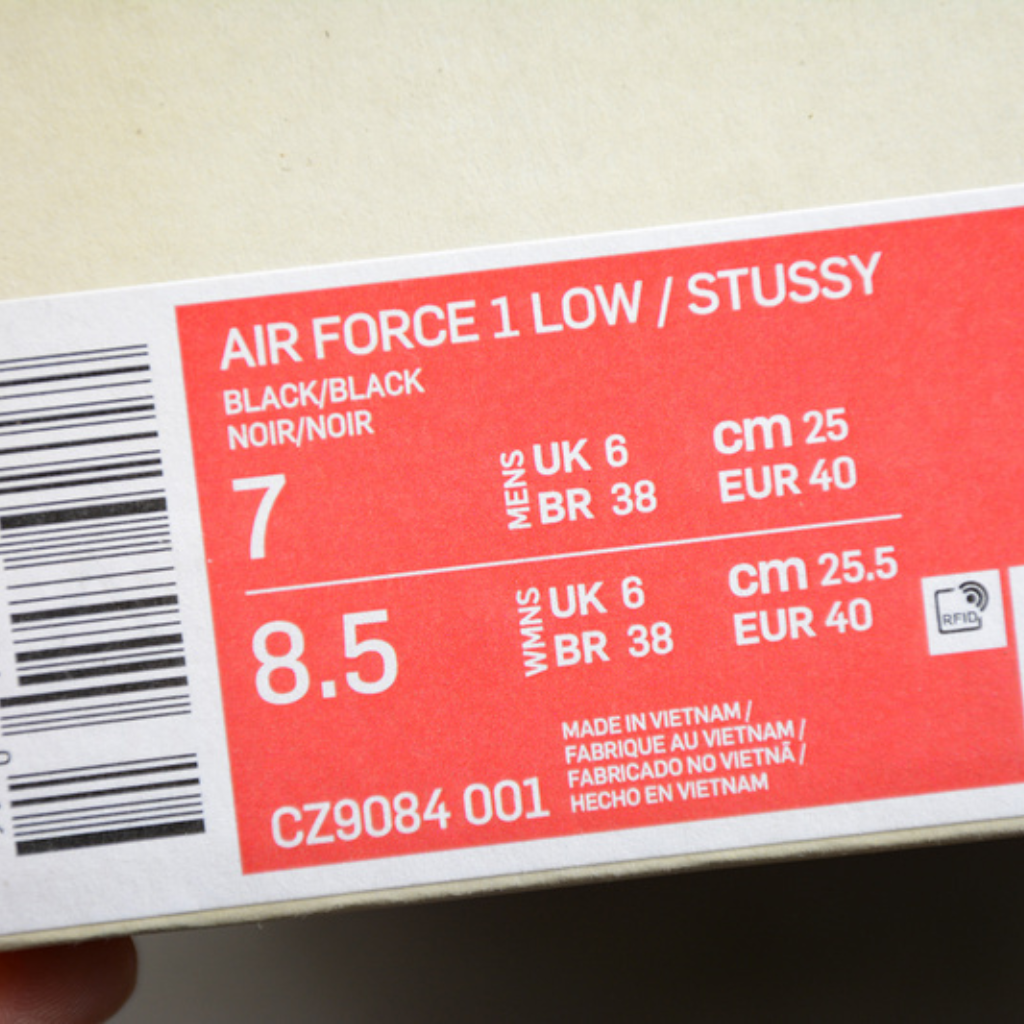 AIR FORCE 1 LOW / STUSSY
BLACK/BLACK
NOIR/NOIR
7
MENS
UK 6
BR 38
cm 25
EUR 40
8.5
WMNS
UK 6
BR 38
cm 25.5
EUR 40
RFID
MADE IN VIETNAM /
FABRIQUE AU VIETNAM /
FABRICADO NO VIETNÃ /
HECHO EN VIETNAM
CZ9084 001